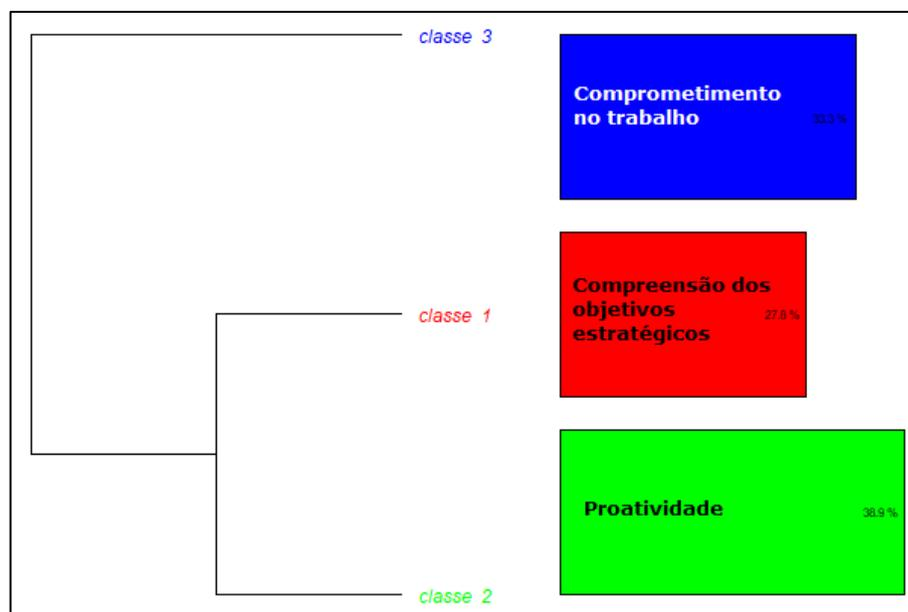 classe 3
Comprometimento
no trabalho
33.3 %
classe 1
Compreensão dos
objetivos
estratégicos
27.8 %
Proatividade
38.9 %
classe 2